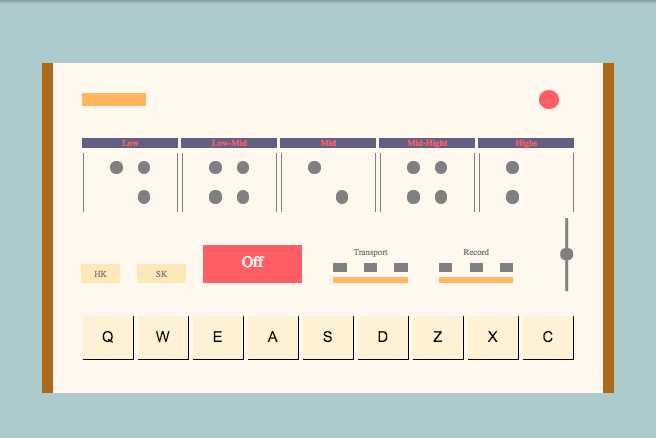 Low Low-Mid Mid Mid-Hight Highs
Transport Record
Off
HK SK
Q W E A S D Z X C